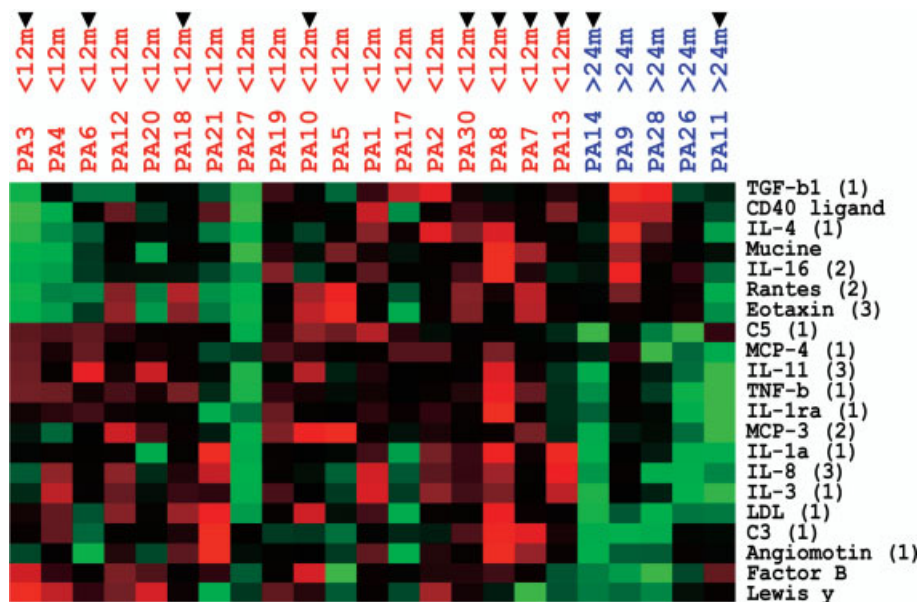 PA3 <12m
PA4 <12m
PA6 <12m
PA12 <12m
PA20 <12m
PA18 <12m
PA21 <12m
PA27 <12m
PA19 <12m
PA10 <12m
PA5 <12m
PA1 <12m
PA17 <12m
PA2 <12m
PA30 <12m
PA8 <12m
PA7 <12m
PA13 <12m
PA14 >24m
PA9 >24m
PA28 >24m
PA26 >24m
PA11 >24m
TGF-b1 (1)
CD40 ligand
IL-4 (1)
Mucine
IL-16 (2)
Rantes (2)
Eotaxin (3)
C5 (1)
MCP-4 (1)
IL-11 (3)
TNF-b (1)
IL-1ra (1)
MCP-3 (2)
IL-1a (1)
IL-8 (3)
IL-3 (1)
LDL (1)
C3 (1)
Angiomotin (1)
Factor B
Lewis y